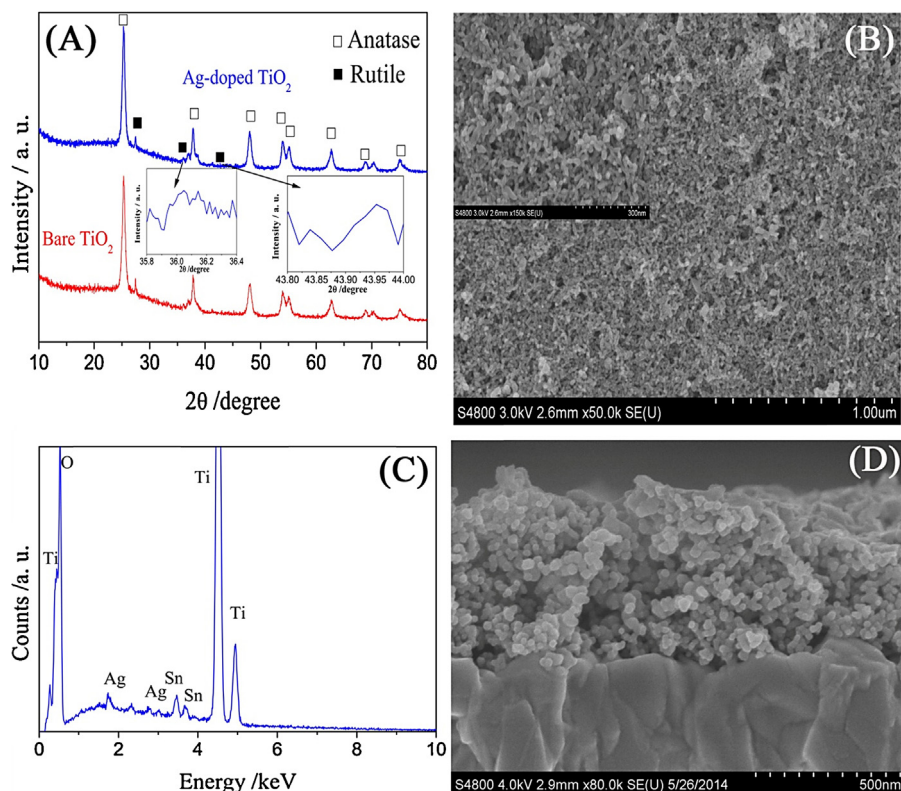 (A)
□ Anatase
■ Rutile
Ag-doped TiO2
Bare TiO2
Intensity / a. u.
Intensity / a. u.
35.8 36.0 36.2 36.4
2θ /degree
Intensity / a. u.
43.80 43.85 43.90 43.95 44.00
2θ /degree
10 20 30 40 50 60 70 80
2θ /degree
(B)
S4800 3.0kV 2.6mm x150k SE(U) 300nm
S4800 3.0kV 2.6mm x50.0k SE(U) 1.00um
(C)
O
Ti
Ti
Ti
Ag
Ag
Sn
Sn
Counts /a. u.
0 2 4 6 8 10
Energy /keV
(D)
S4800 4.0kV 2.9mm x80.0k SE(U) 5/26/2014 500nm